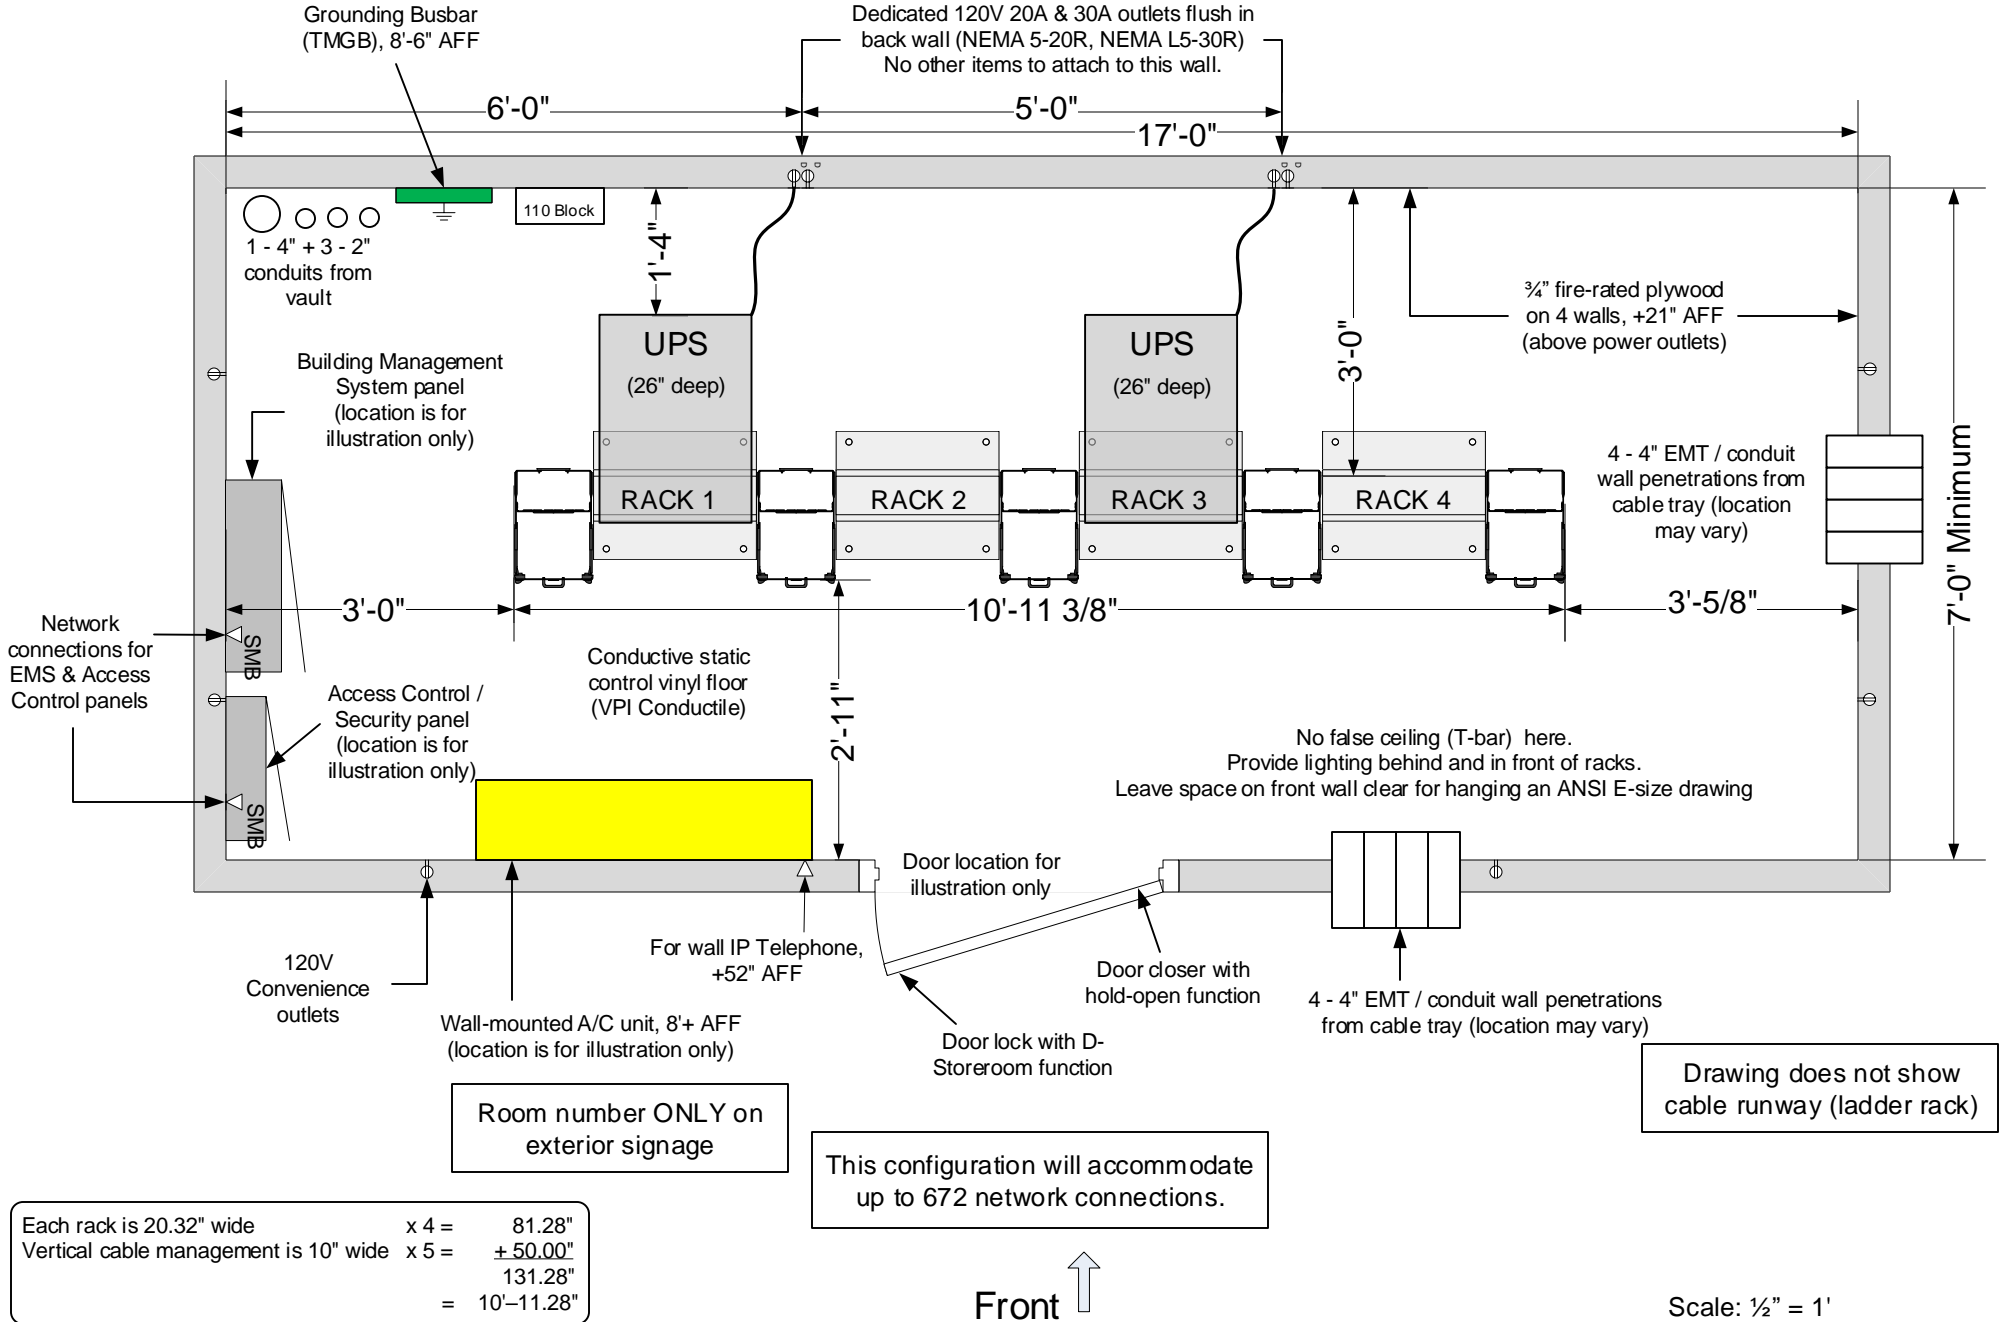 Grounding Busbar
(TMGB), 8'-6" AFF
Dedicated 120V 20A & 30A outlets flush in
back wall (NEMA 5-20R, NEMA L5-30R)
No other items to attach to this wall.
6'-0"
5'-0"
17'-0"
110 Block
1 - 4" + 3 - 2"
conduits from
vault
1'-4"
3'-0"
¾” fire-rated plywood
on 4 walls, +21" AFF
(above power outlets)
UPS
(26" deep)
UPS
(26" deep)
Building Management
System panel
(location is for
illustration only)
4 - 4" EMT / conduit
wall penetrations from
cable tray (location
may vary)
7'-0" Minimum
RACK 1
RACK 2
RACK 3
RACK 4
3'-0"
10'-11 3/8"
3'-5/8"
Network
connections for
EMS & Access
Control panels
SMB
Conductive static
control vinyl floor
(VPI Conductile)
2'-11"
Access Control /
Security panel
(location is for
illustration only)
SMB
No false ceiling (T-bar)  here.
Provide lighting behind and in front of racks.
Leave space on front wall clear for hanging an ANSI E-size drawing
Door location for
illustration only
120V
Convenience
outlets
For wall IP Telephone,
+52" AFF
Door closer with
hold-open function
4 - 4" EMT / conduit wall penetrations
from cable tray (location may vary)
Wall-mounted A/C unit, 8'+ AFF
(location is for illustration only)
Door lock with D-
Storeroom function
Drawing does not show
cable runway (ladder rack)
Room number ONLY on
exterior signage
This configuration will accommodate
up to 672 network connections.
Each rack is 20.32" wide x 4 = 81.28"
Vertical cable management is 10" wide x 5 = + 50.00"
131.28"
= 10'–11.28"
Front
Scale: ½” = 1'